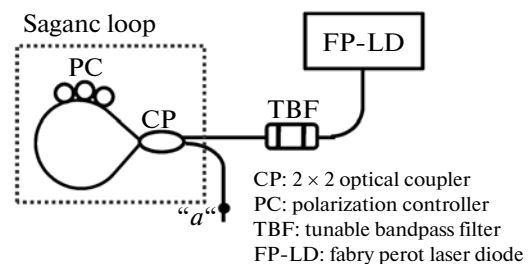 Saganc loop
PC
CP
TBF
FP-LD
“a“
CP: 2 × 2 optical coupler
PC: polarization controller
TBF: tunable bandpass filter
FP-LD: fabry perot laser diode